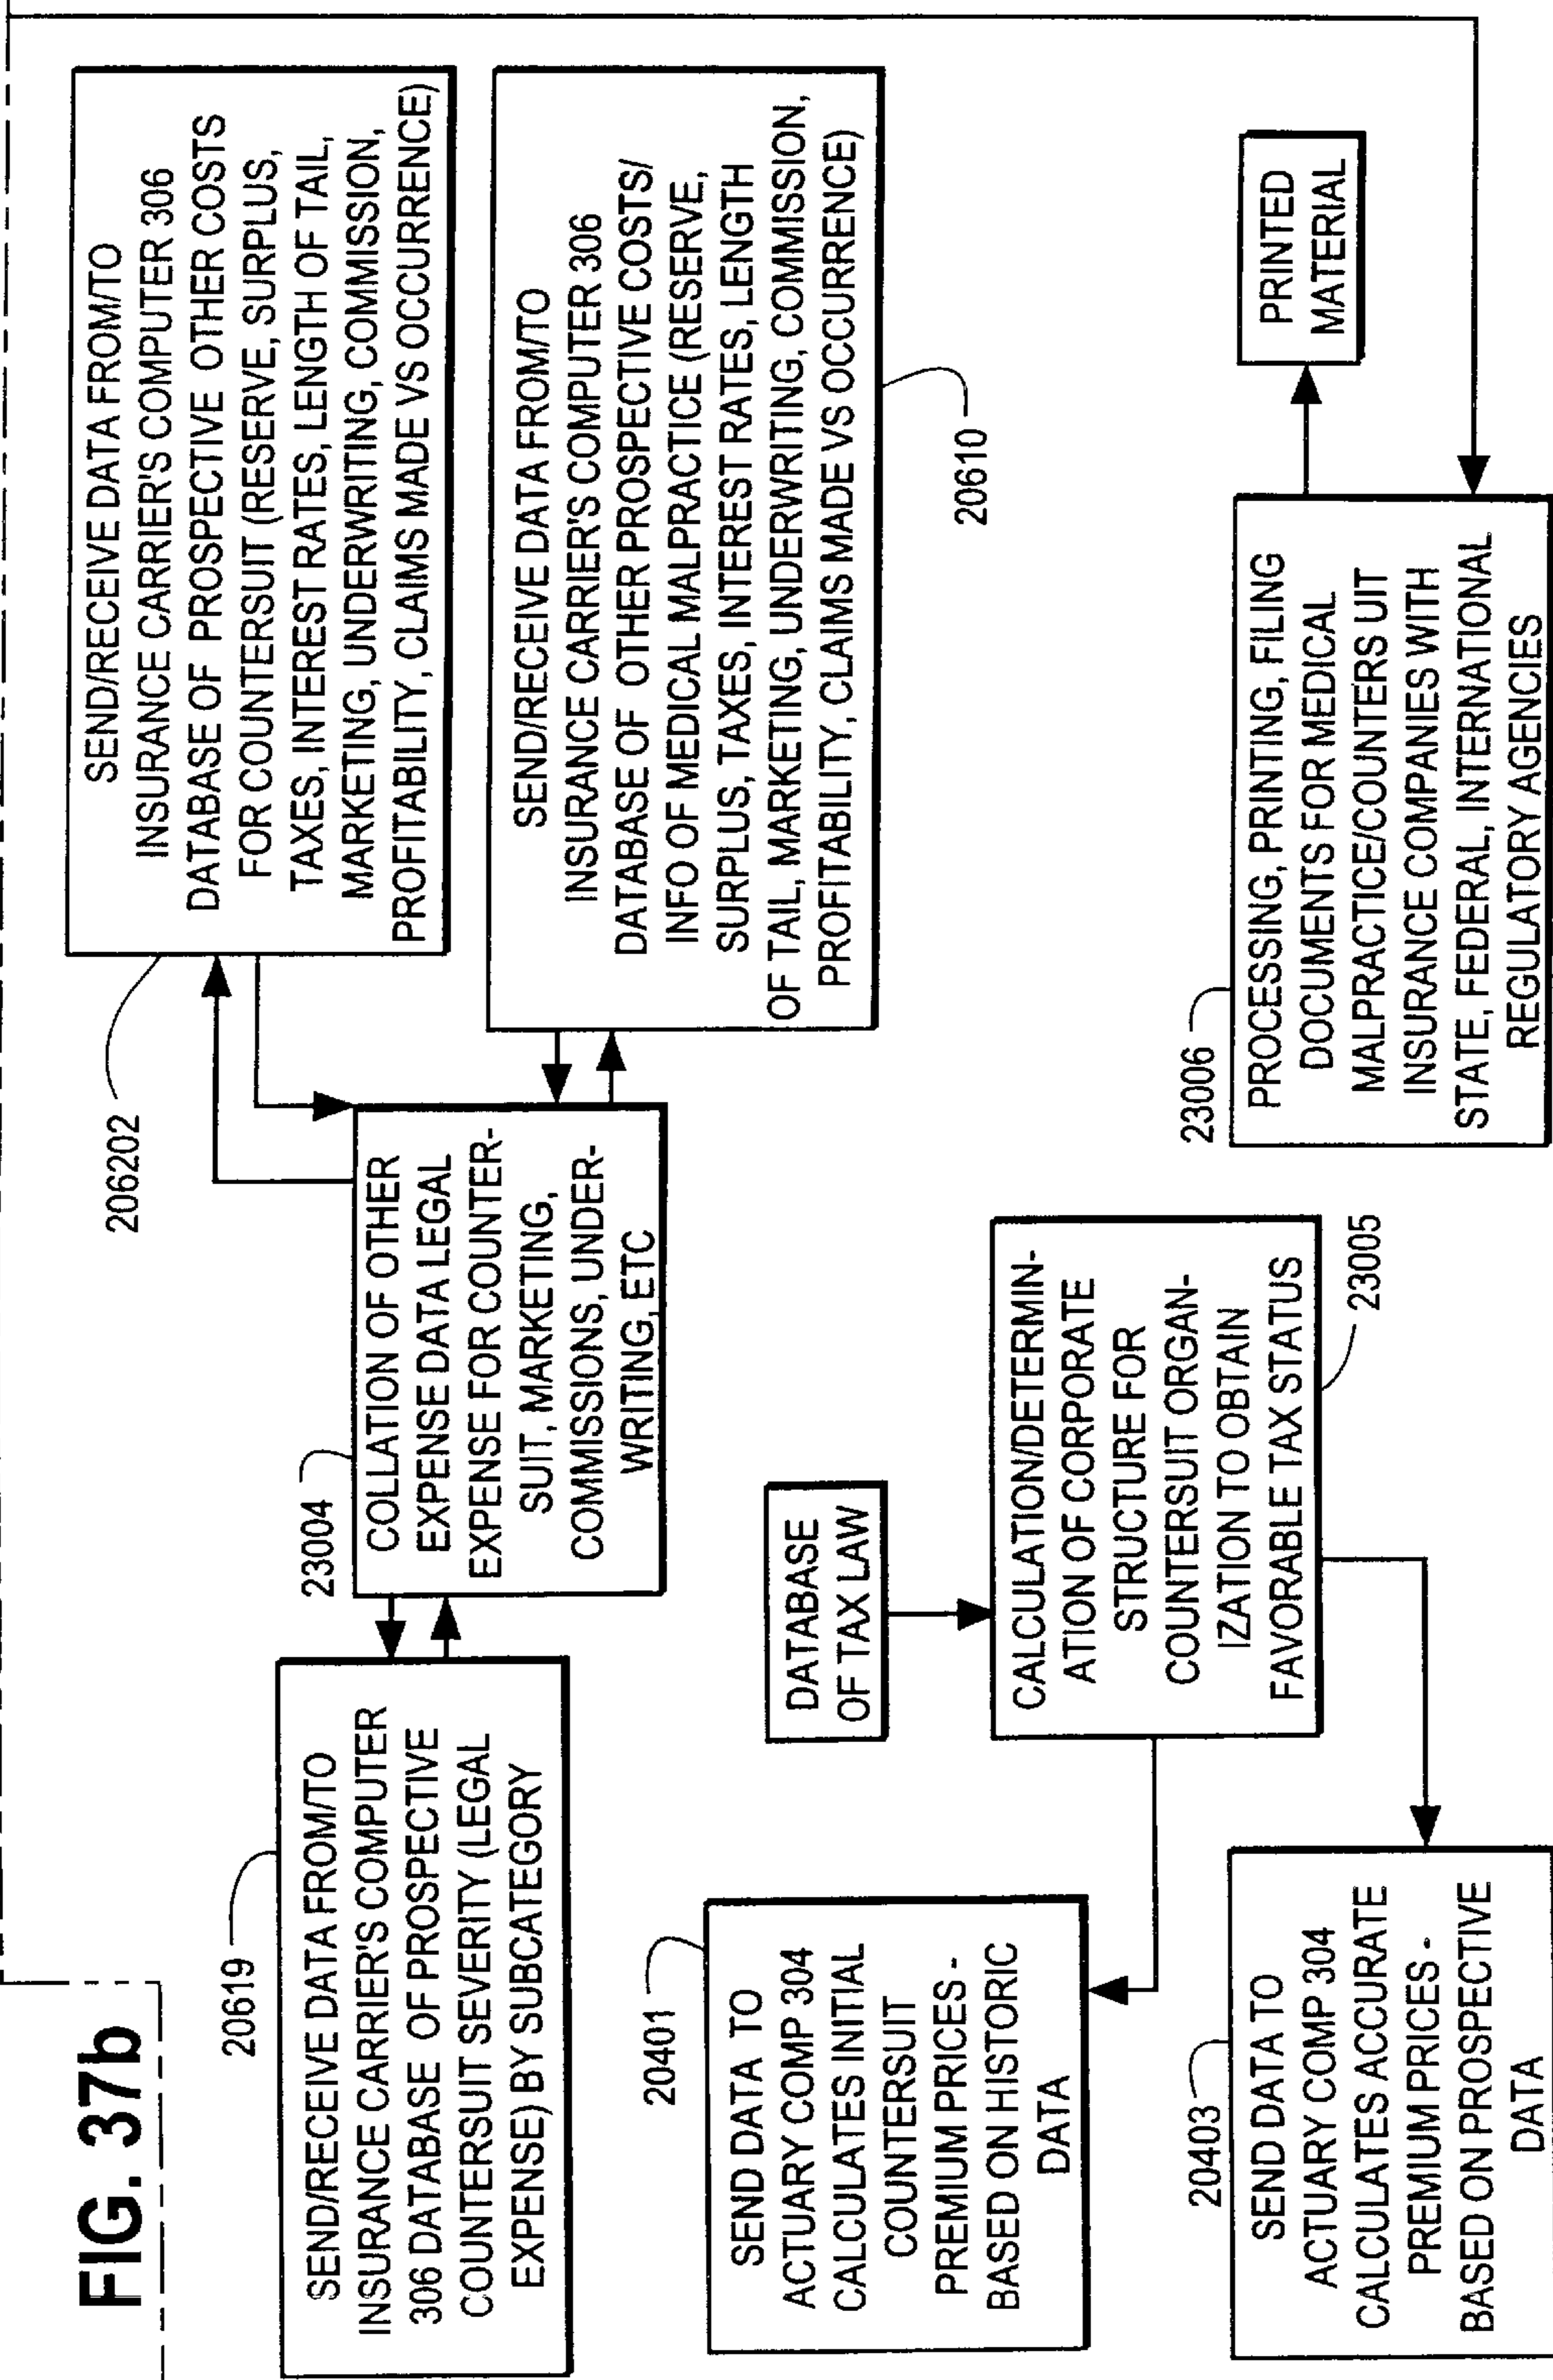 FIG. 37b
20619
SEND/RECEIVE DATA FROM/TO
INSURANCE CARRIER'S COMPUTER
306 DATABASE OF PROSPECTIVE
COUNTERSUIT SEVERITY (LEGAL
EXPENSE) BY SUBCATEGORY
23004
COLLATION OF OTHER
EXPENSE DATA LEGAL
EXPENSE FOR COUNTER-
SUIT, MARKETING,
COMMISSIONS, UNDER-
WRITING, ETC
206202
SEND/RECEIVE DATA FROM/TO
INSURANCE CARRIER'S COMPUTER 306
DATABASE OF PROSPECTIVE OTHER COSTS
FOR COUNTERSUIT (RESERVE, SURPLUS,
TAXES, INTEREST RATES, LENGTH OF TAIL,
MARKETING, UNDERWRITING, COMMISSION,
PROFITABILITY, CLAIMS MADE VS OCCURRENCE)
SEND/RECEIVE DATA FROM/TO
INSURANCE CARRIER'S COMPUTER 306
DATABASE OF OTHER PROSPECTIVE COSTS/
INFO OF MEDICAL MALPRACTICE (RESERVE,
SURPLUS, TAXES, INTEREST RATES, LENGTH
OF TAIL, MARKETING, UNDERWRITING, COMMISSION,
PROFITABILITY, CLAIMS MADE VS OCCURRENCE)
20610
20401
SEND DATA TO
ACTUARY COMP 304
CALCULATES INITIAL
COUNTERSUIT
PREMIUM PRICES -
BASED ON HISTORIC
DATA
DATABASE
OF TAX LAW
CALCULATION/DETERMIN-
ATION OF CORPORATE
STRUCTURE FOR
COUNTERSUIT ORGAN-
IZATION TO OBTAIN
FAVORABLE TAX STATUS
23005
20403
SEND DATA TO
ACTUARY COMP 304
CALCULATES ACCURATE
PREMIUM PRICES -
BASED ON PROSPECTIVE
DATA
23006
PROCESSING, PRINTING, FILING
DOCUMENTS FOR MEDICAL
MALPRACTICE/COUNTERS UIT
INSURANCE COMPANIES WITH
STATE, FEDERAL, INTERNATIONAL
REGULATORY AGENCIES
PRINTED
MATERIAL